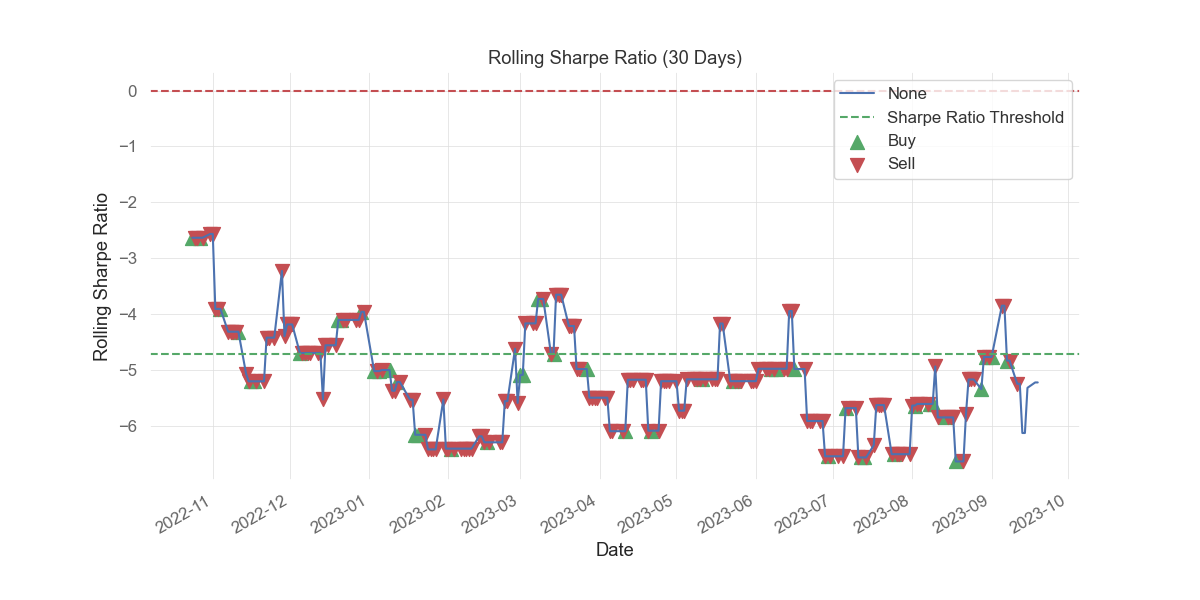 Rolling Sharpe Ratio (30 Days)
None
Sharpe Ratio Threshold
Buy
Sell
Rolling Sharpe Ratio
0
−1
−2
−3
−4
−5
−6
2022-11
2022-12
2023-01
2023-02
2023-03
2023-04
2023-05
2023-06
2023-07
2023-08
2023-09
2023-10
Date